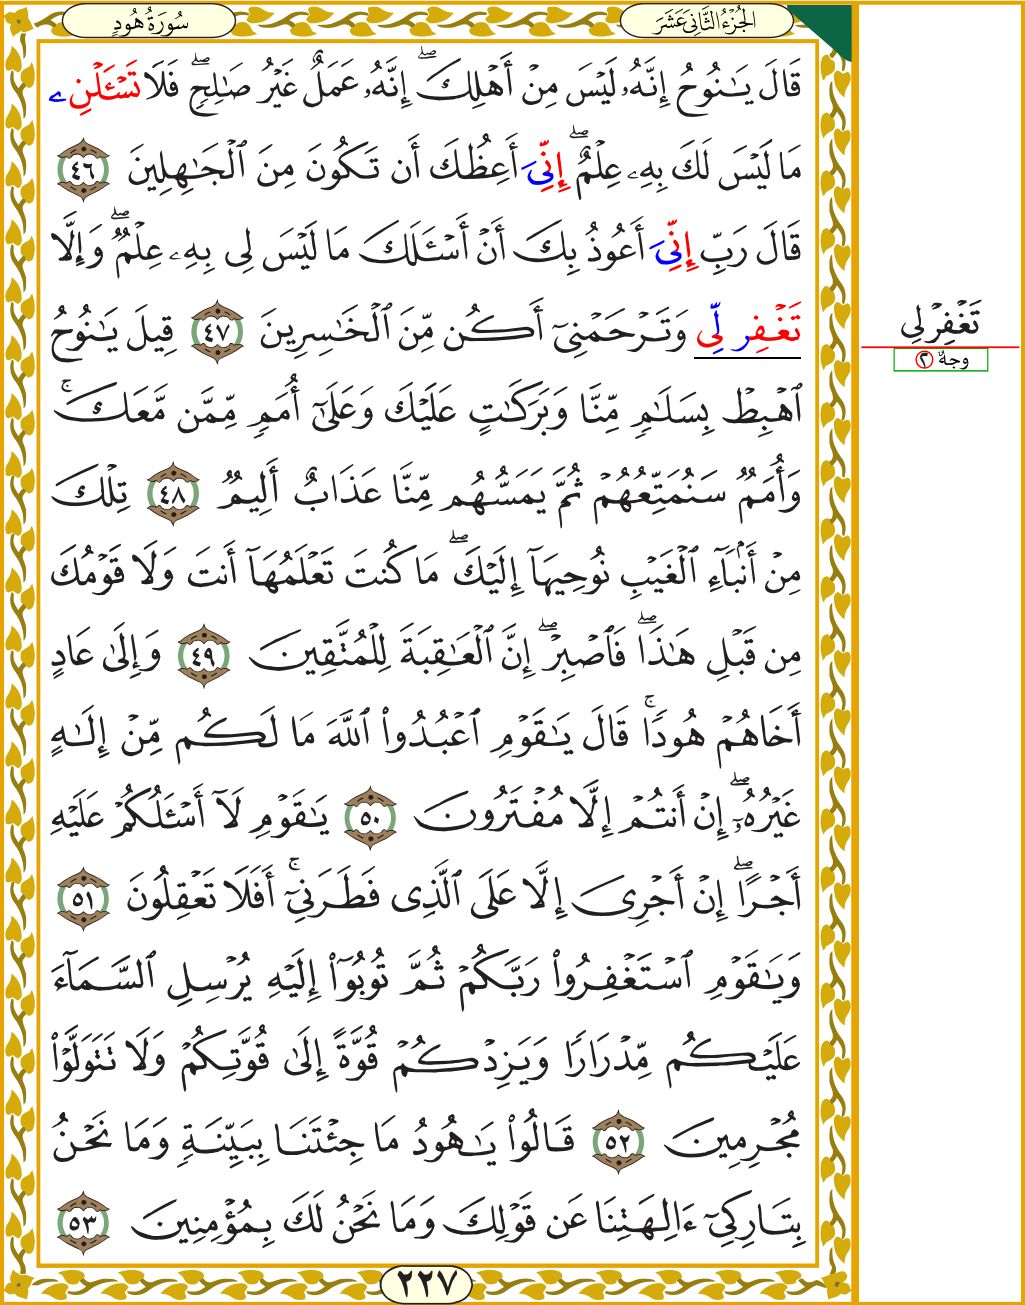 الجُزْءُ الثَّانِىَ عَشَرَ
سُورَةُ هُودٍ
قَالَ يَـٰنُوحُ إِنَّهُۥ لَيْسَ مِنْ أَهْلِكَ ۖ إِنَّهُۥ عَمَلٌ غَيْرُ صَـٰلِحٍ ۖ فَلَا تَسْـَٔلْنِۦ
مَا لَيْسَ لَكَ بِهِۦ عِلْمٌ ۖ إِنِّىَ أَعِظُكَ أَن تَكُونَ مِنَ ٱلْجَـٰهِلِينَ ٤٦
قَالَ رَبِّ إِنِّىَ أَعُوذُ بِكَ أَنْ أَسْـَٔلَكَ مَا لَيْسَ لِى بِهِۦ عِلْمٌ ۖ وَإِلَّا
تَغْفِر لِّى وَتَرْحَمْنِىٓ أَكُن مِّنَ ٱلْخَـٰسِرِينَ ٤٧ قِيلَ يَـٰنُوحُ
ٱهْبِطْ بِسَلَـٰمٍ مِّنَّا وَبَرَكَـٰتٍ عَلَيْكَ وَعَلَىٰٓ أُمَمٍ مِّمَّن مَّعَكَ ۚ
وَأُمَمٌ سَنُمَتِّعُهُمْ ثُمَّ يَمَسُّهُم مِّنَّا عَذَابٌ أَلِيمٌ ٤٨ تِلْكَ
مِنْ أَنۢبَآءِ ٱلْغَيْبِ نُوحِيهَآ إِلَيْكَ ۖ مَا كُنتَ تَعْلَمُهَآ أَنتَ وَلَا قَوْمُكَ
مِن قَبْلِ هَـٰذَا ۖ فَٱصْبِرْ ۖ إِنَّ ٱلْعَـٰقِبَةَ لِلْمُتَّقِينَ ٤٩ وَإِلَىٰ عَادٍ
أَخَاهُمْ هُودًا ۚ قَالَ يَـٰقَوْمِ ٱعْبُدُوا۟ ٱللَّهَ مَا لَكُم مِّنْ إِلَـٰهٍ
غَيْرُهُۥٓ ۖ إِنْ أَنتُمْ إِلَّا مُفْتَرُونَ ٥٠ يَـٰقَوْمِ لَآ أَسْـَٔلُكُمْ عَلَيْهِ
أَجْرًا ۖ إِنْ أَجْرِىَ إِلَّا عَلَى ٱلَّذِى فَطَرَنِىٓ ۚ أَفَلَا تَعْقِلُونَ ٥١
وَيَـٰقَوْمِ ٱسْتَغْفِرُوا۟ رَبَّكُمْ ثُمَّ تُوبُوٓا۟ إِلَيْهِ يُرْسِلِ ٱلسَّمَآءَ
عَلَيْكُم مِّدْرَارًا وَيَزِدْكُمْ قُوَّةً إِلَىٰ قُوَّتِكُمْ وَلَا تَتَوَلَّوْا۟
مُجْرِمِينَ ٥٢ قَالُوا۟ يَـٰهُودُ مَا جِئْتَنَا بِبَيِّنَةٍ وَمَا نَحْنُ
بِتَارِكِىٓ ءَالِهَتِنَا عَن قَوْلِكَ وَمَا نَحْنُ لَكَ بِمُؤْمِنِينَ ٥٣
٢٢٧
تَغْفِرْ لِى
وجهٌ ٢